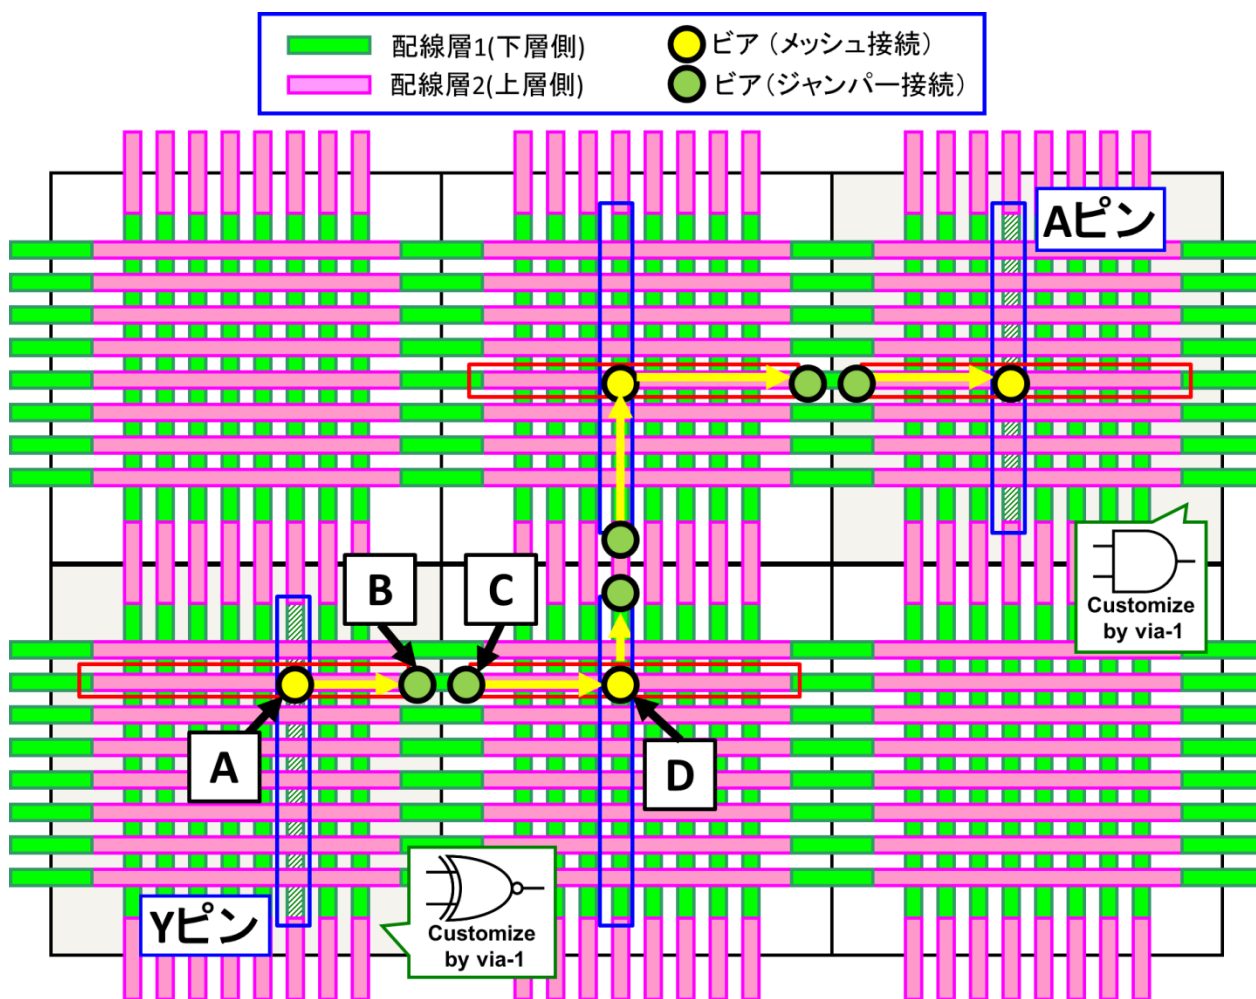 配線層1(下層側)
ビア（メッシュ接続）
配線層2(上層側)
ビア（ジャンパー接続）
Aピン
Customize
by via-1
B
C
A
D
Yピン
Customize
by via-1